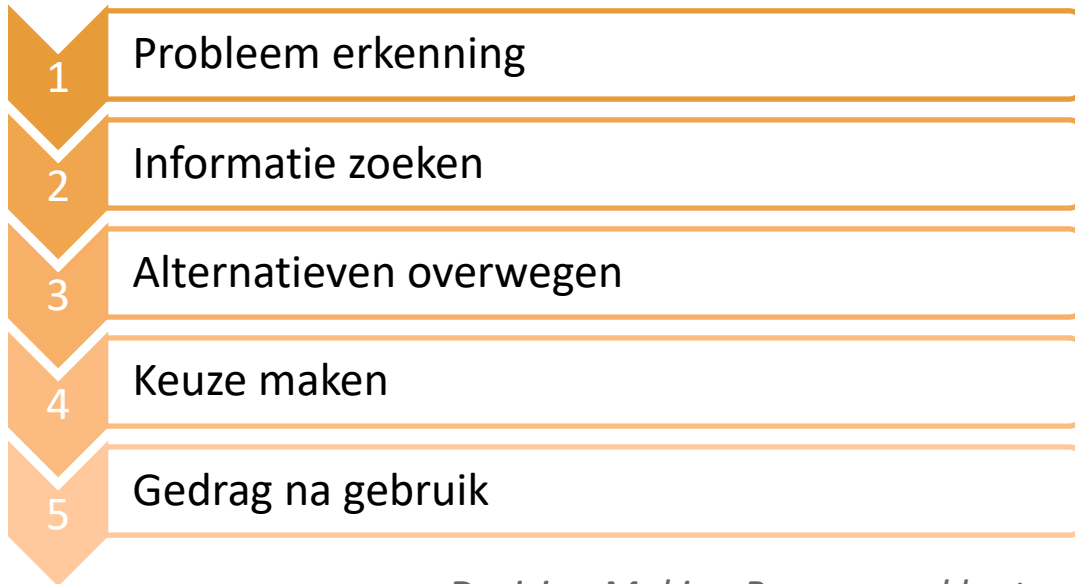 1
Probleem erkenning
2
Informatie zoeken
3
Alternatieven overwegen
4
Keuze maken
5
Gedrag na gebruik